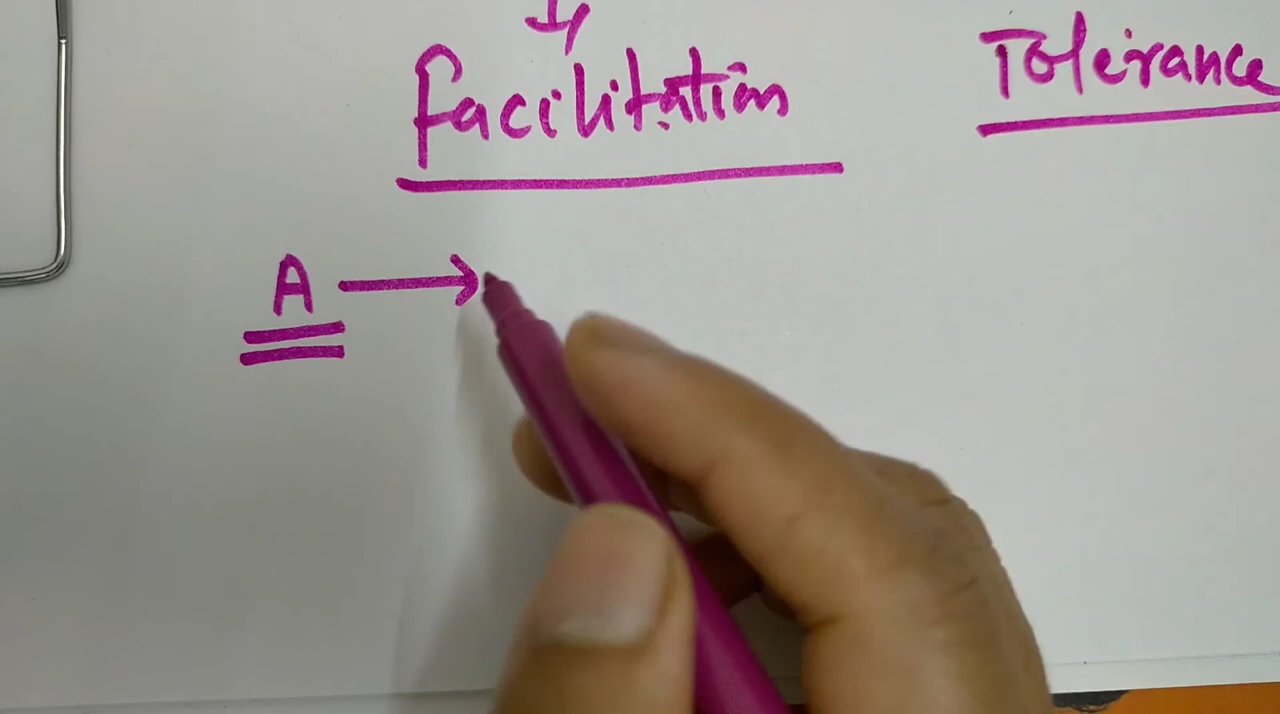 facilitation
Tolerance
A →